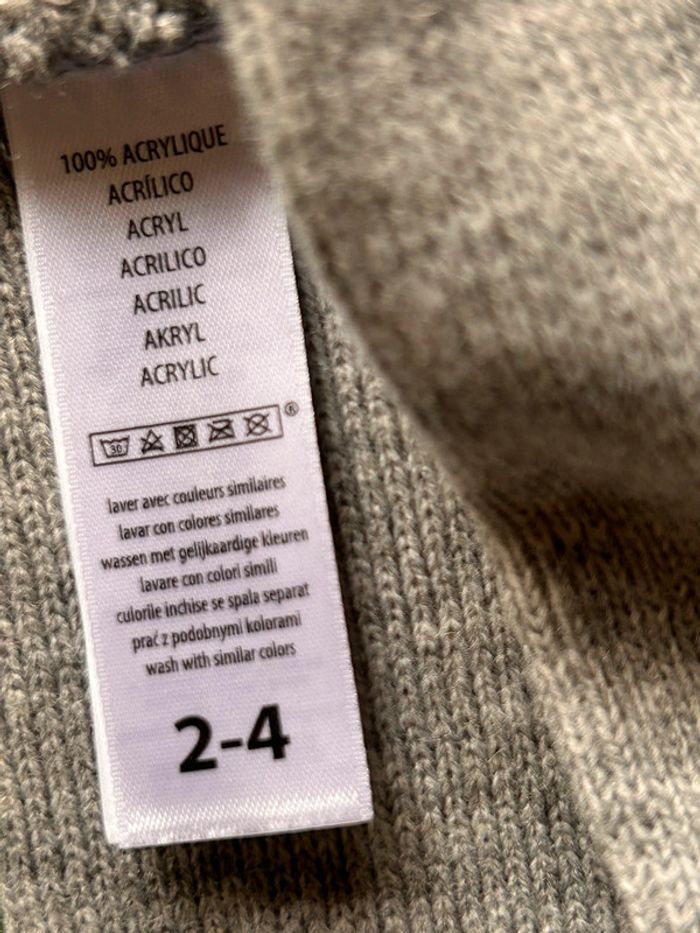 100% ACRYLIQUE
ACRÍLICO
ACRYL
ACRILICO
ACRILIC
AKRYL
ACRYLIC
30 ®
laver avec couleurs similaires
lavar con colores similares
wassen met gelijkaardige kleuren
lavare con colori simili
culorile inchise se spala separat
prać z podobnymi kolorami
wash with similar colors
2-4